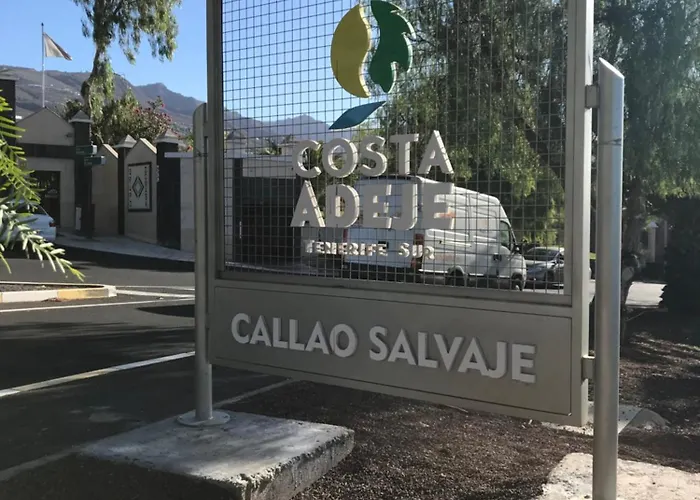 COSTA
ADEJE
TENERIFE SUR
CALLAO SALVAJE